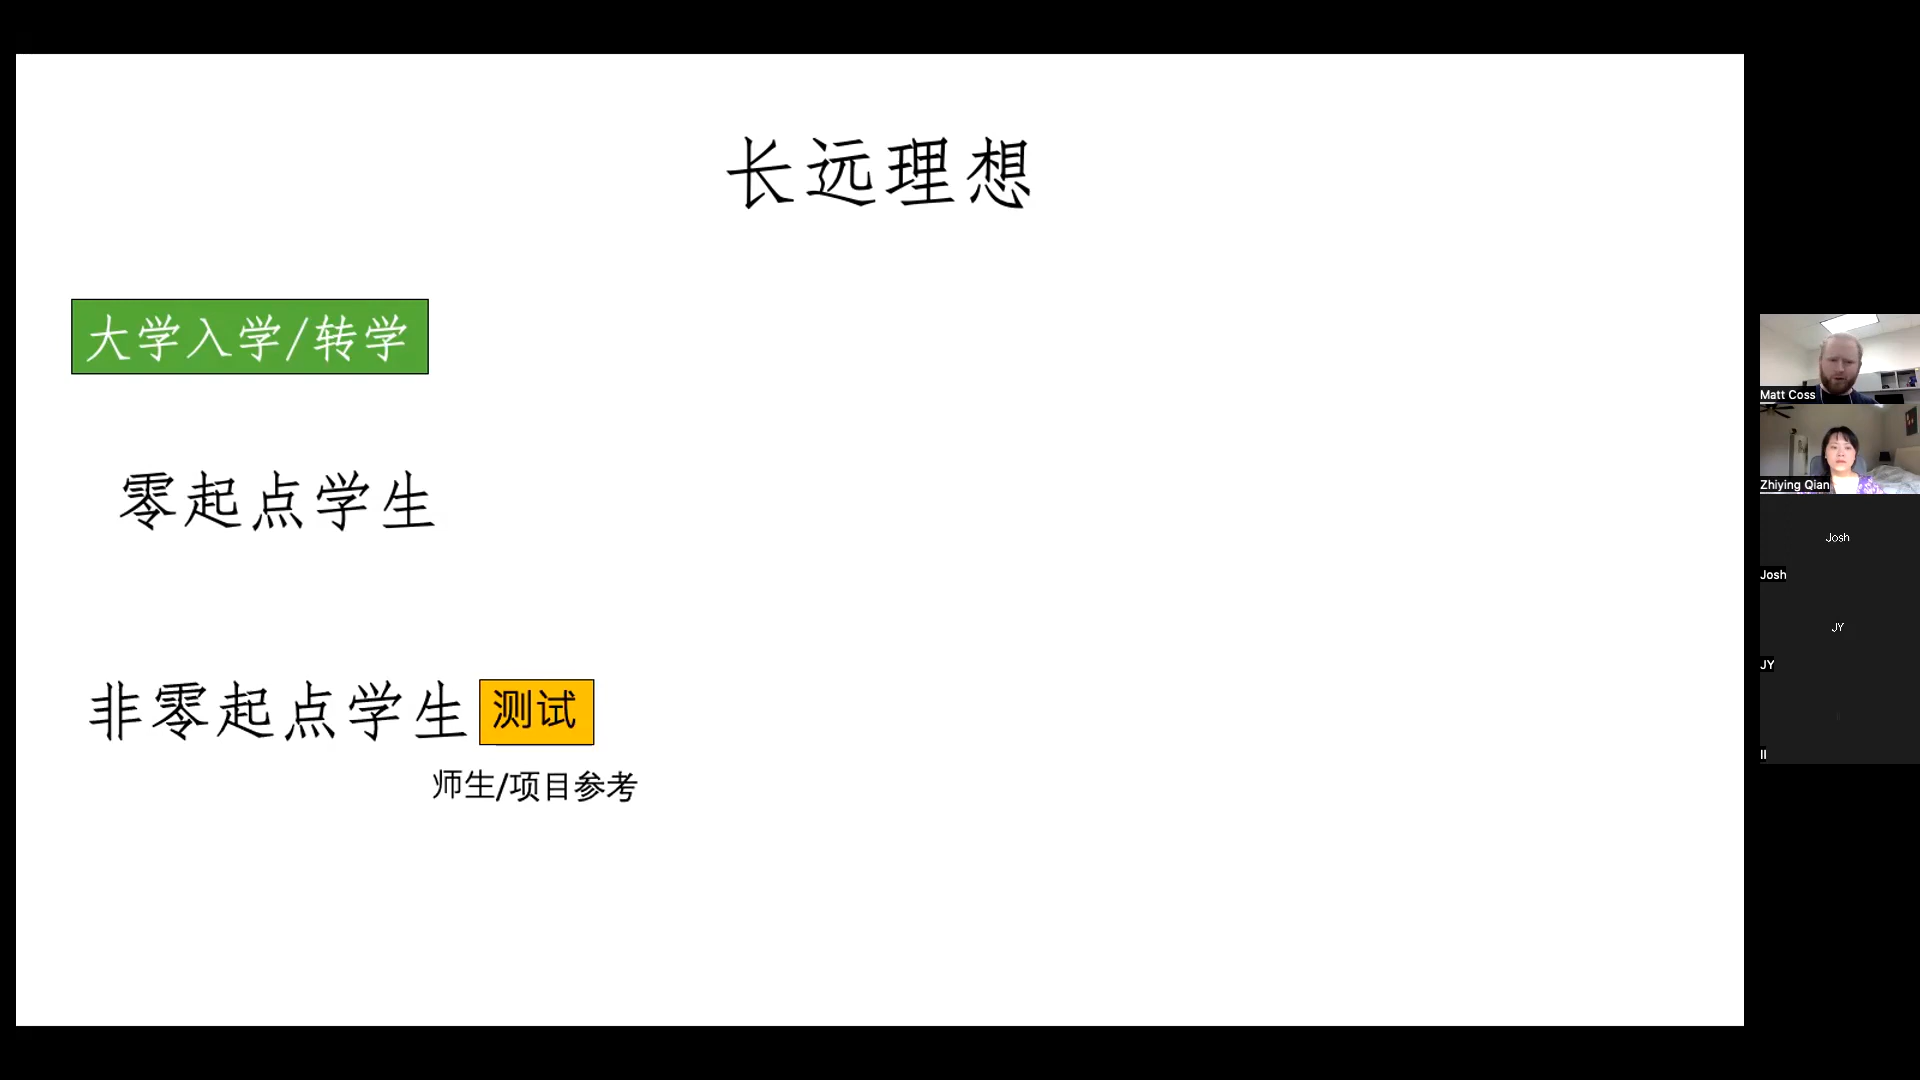 长远理想
大学入学/转学
零起点学生
非零起点学生 测试
师生/项目参考
Matt Coss
Zhiying Qian
Josh
Josh
JY
JY